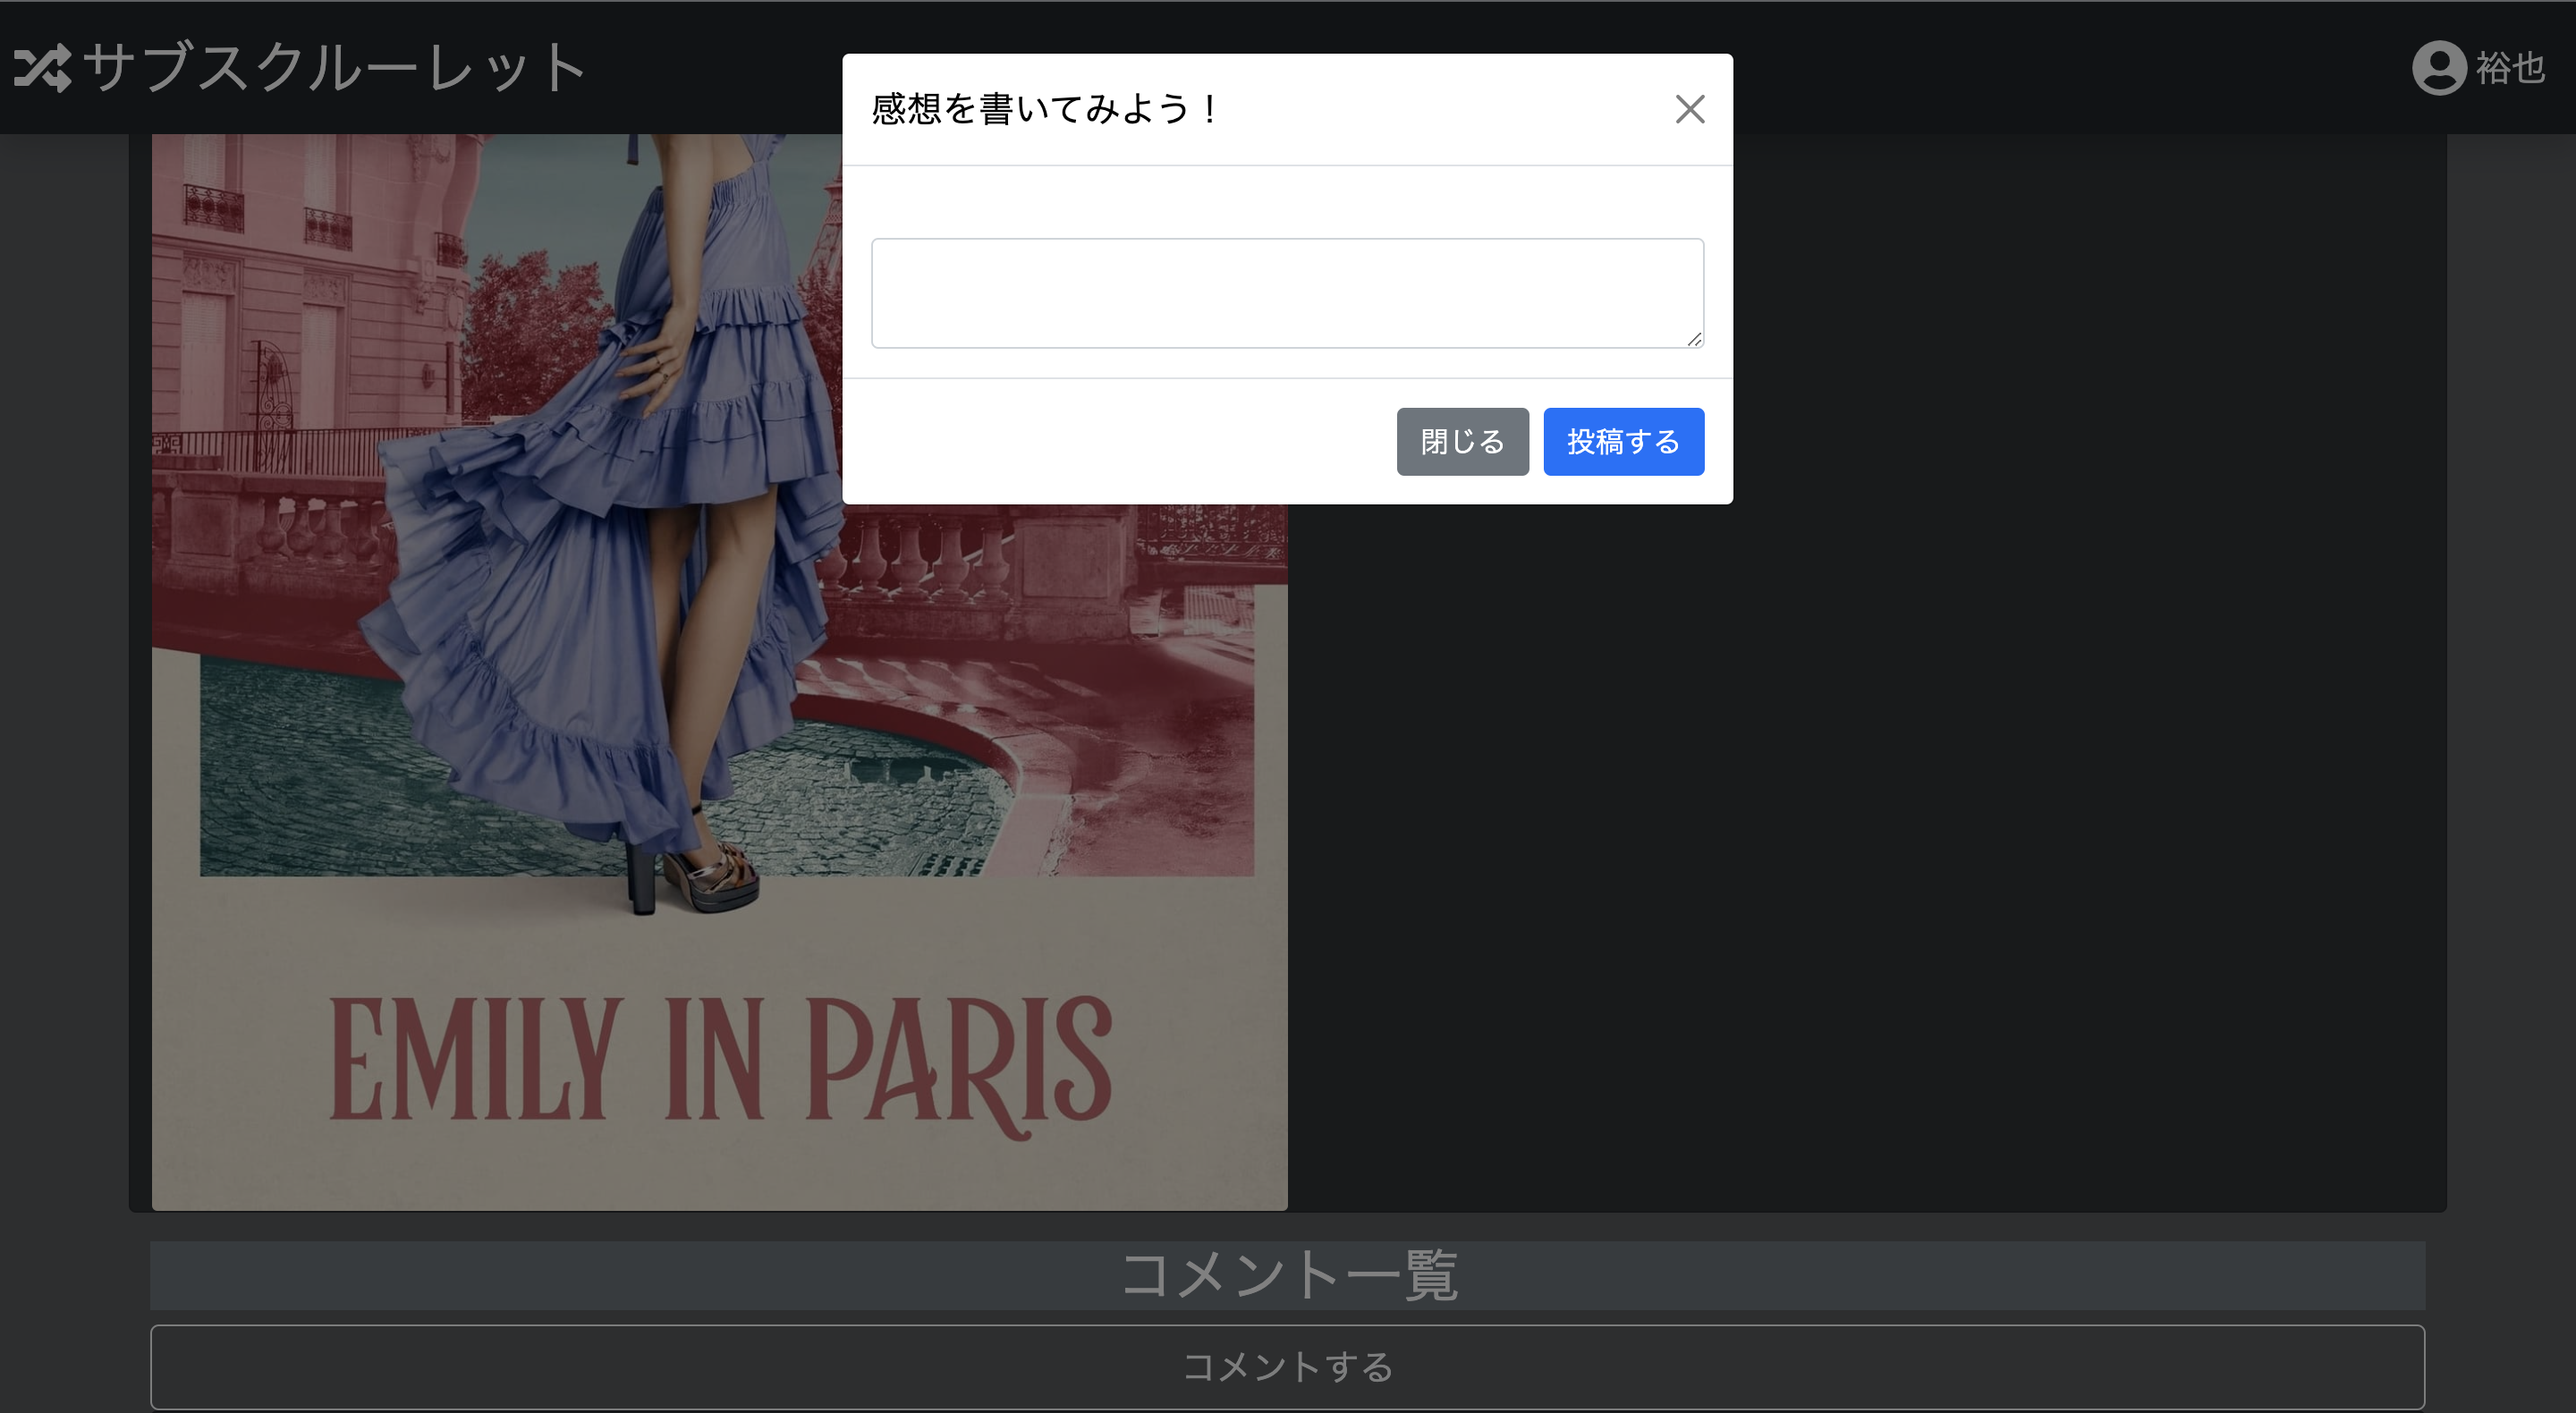 サブスクルーレット
裕也
感想を書いてみよう！
閉じる
投稿する
EMILY IN PARIS
コメント一覧
コメントする